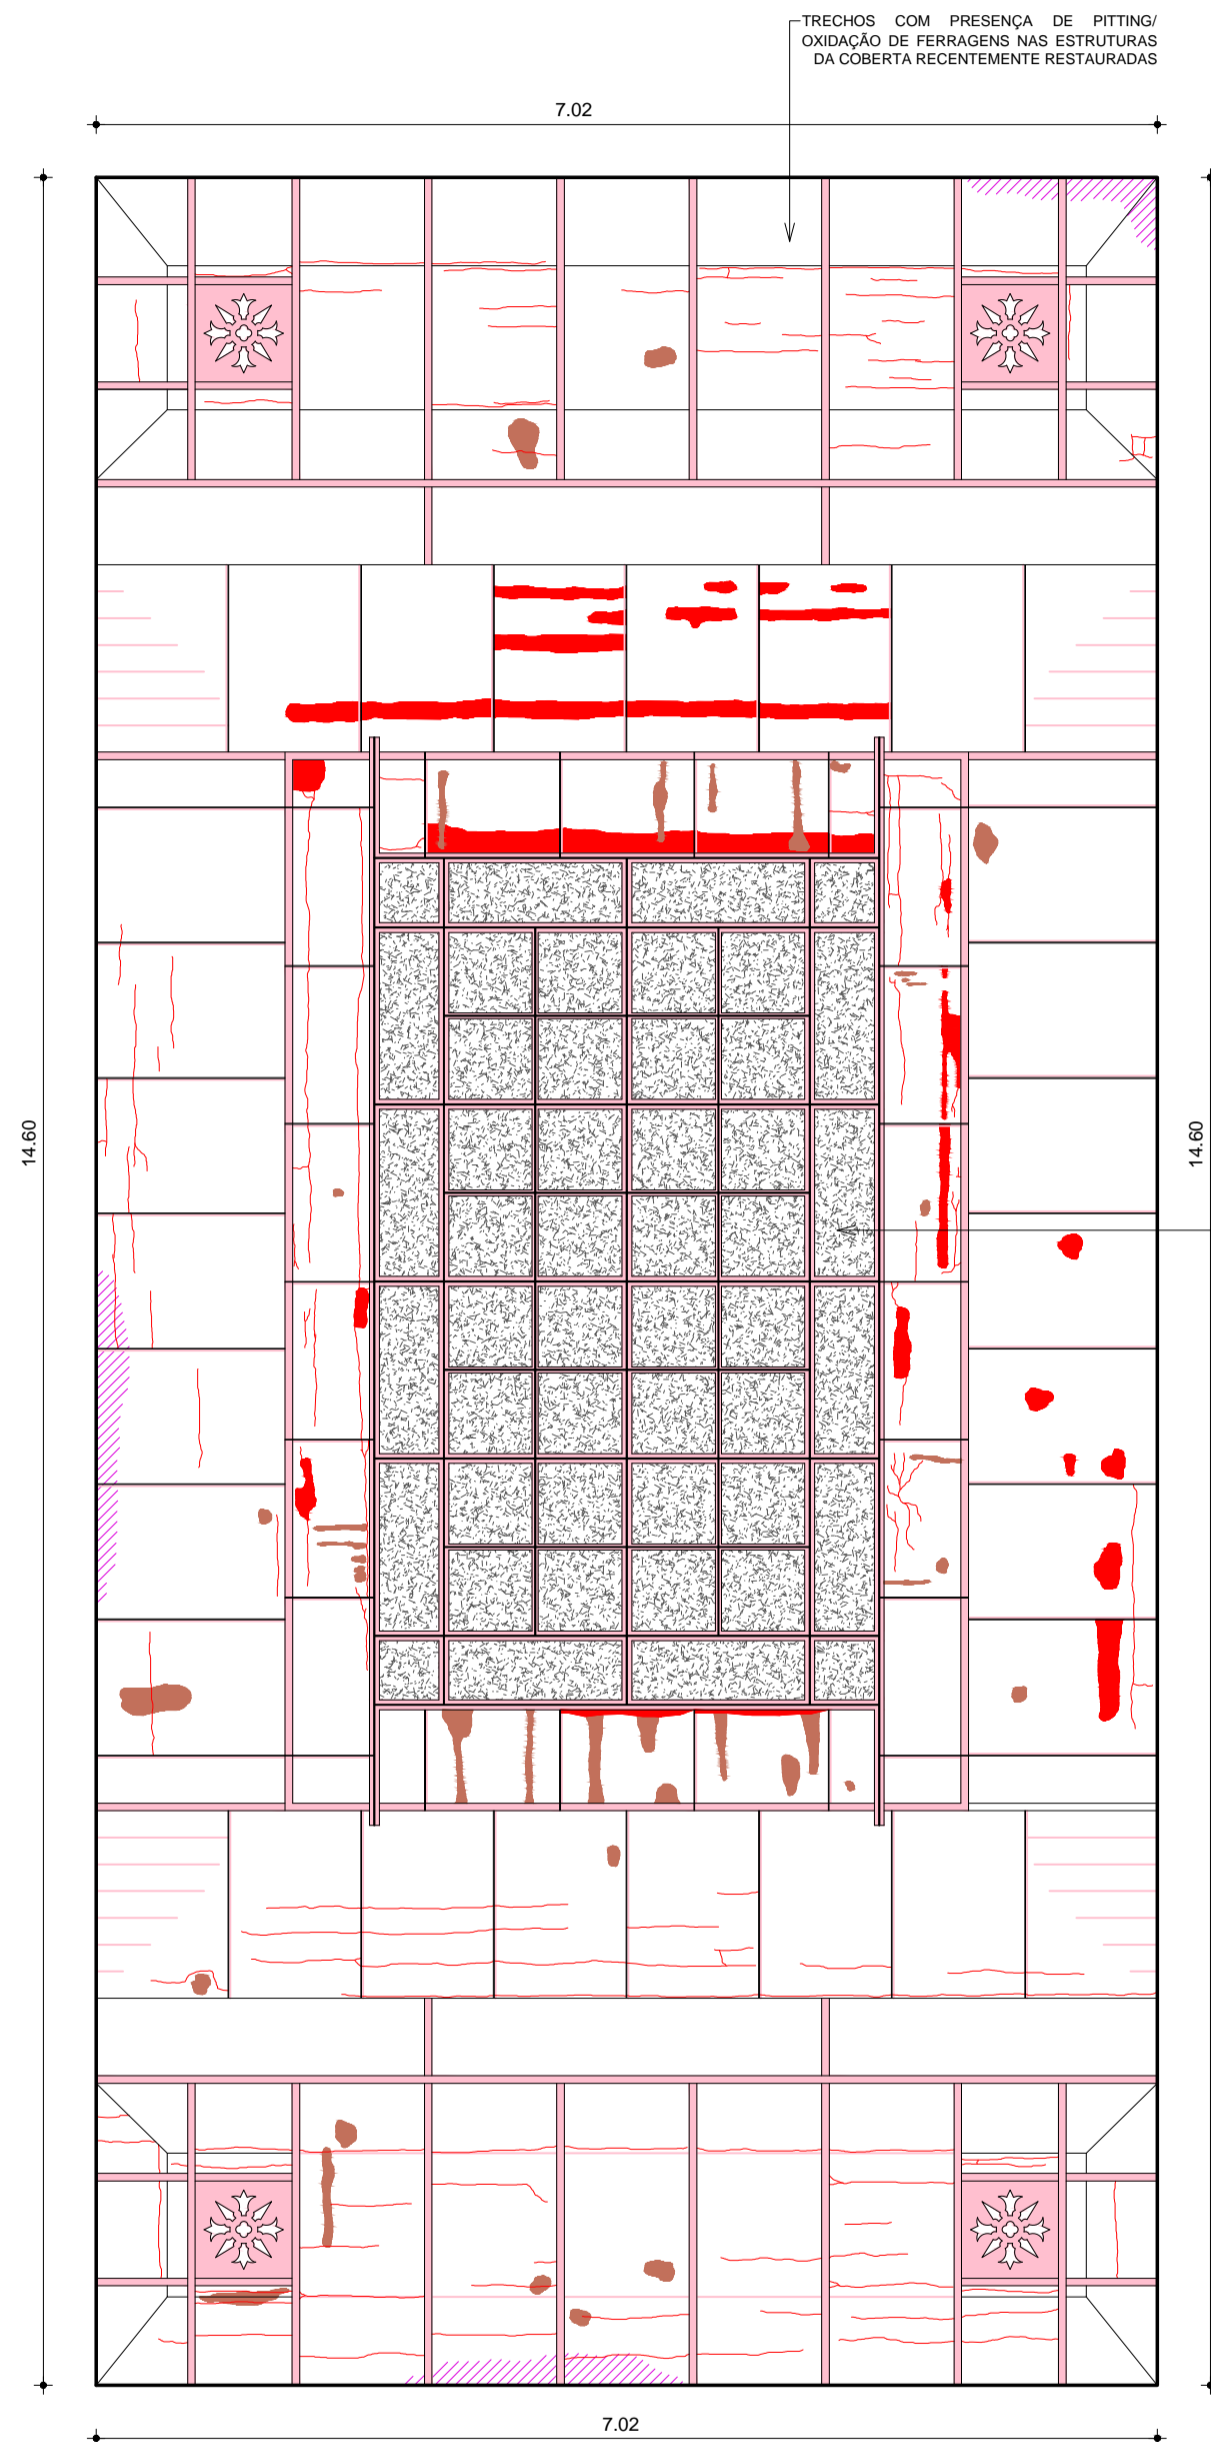 TRECHOS COM PRESENÇA DE PITTING/
OXIDAÇÃO DE FERRAGENS NAS ESTRUTURAS
DA COBERTA RECENTEMENTE RESTAURADAS
7.02
14.60
14.60
7.02